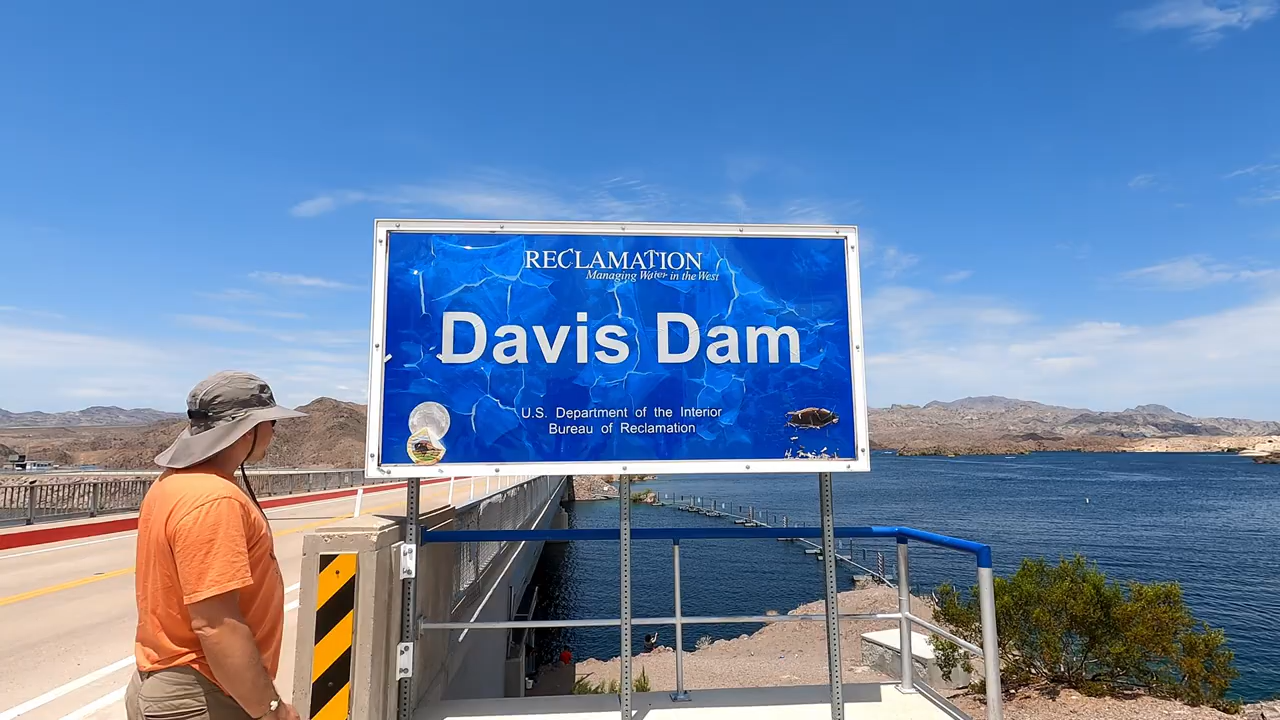 RECLAMATION
Managing Water in the West
Davis Dam
U.S. Department of the Interior
Bureau of Reclamation